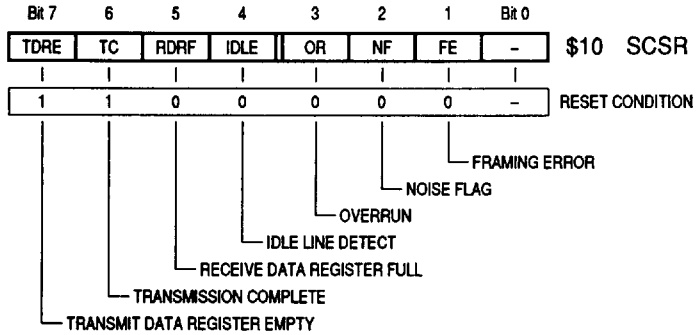 Bit 7 6 5 4 3 2 1 Bit 0
TDRE TC RDRF IDLE OR NF FE – $10 SCSR
1 1 0 0 0 0 0 – RESET CONDITION
FRAMING ERROR
NOISE FLAG
OVERRUN
IDLE LINE DETECT
RECEIVE DATA REGISTER FULL
TRANSMISSION COMPLETE
TRANSMIT DATA REGISTER EMPTY